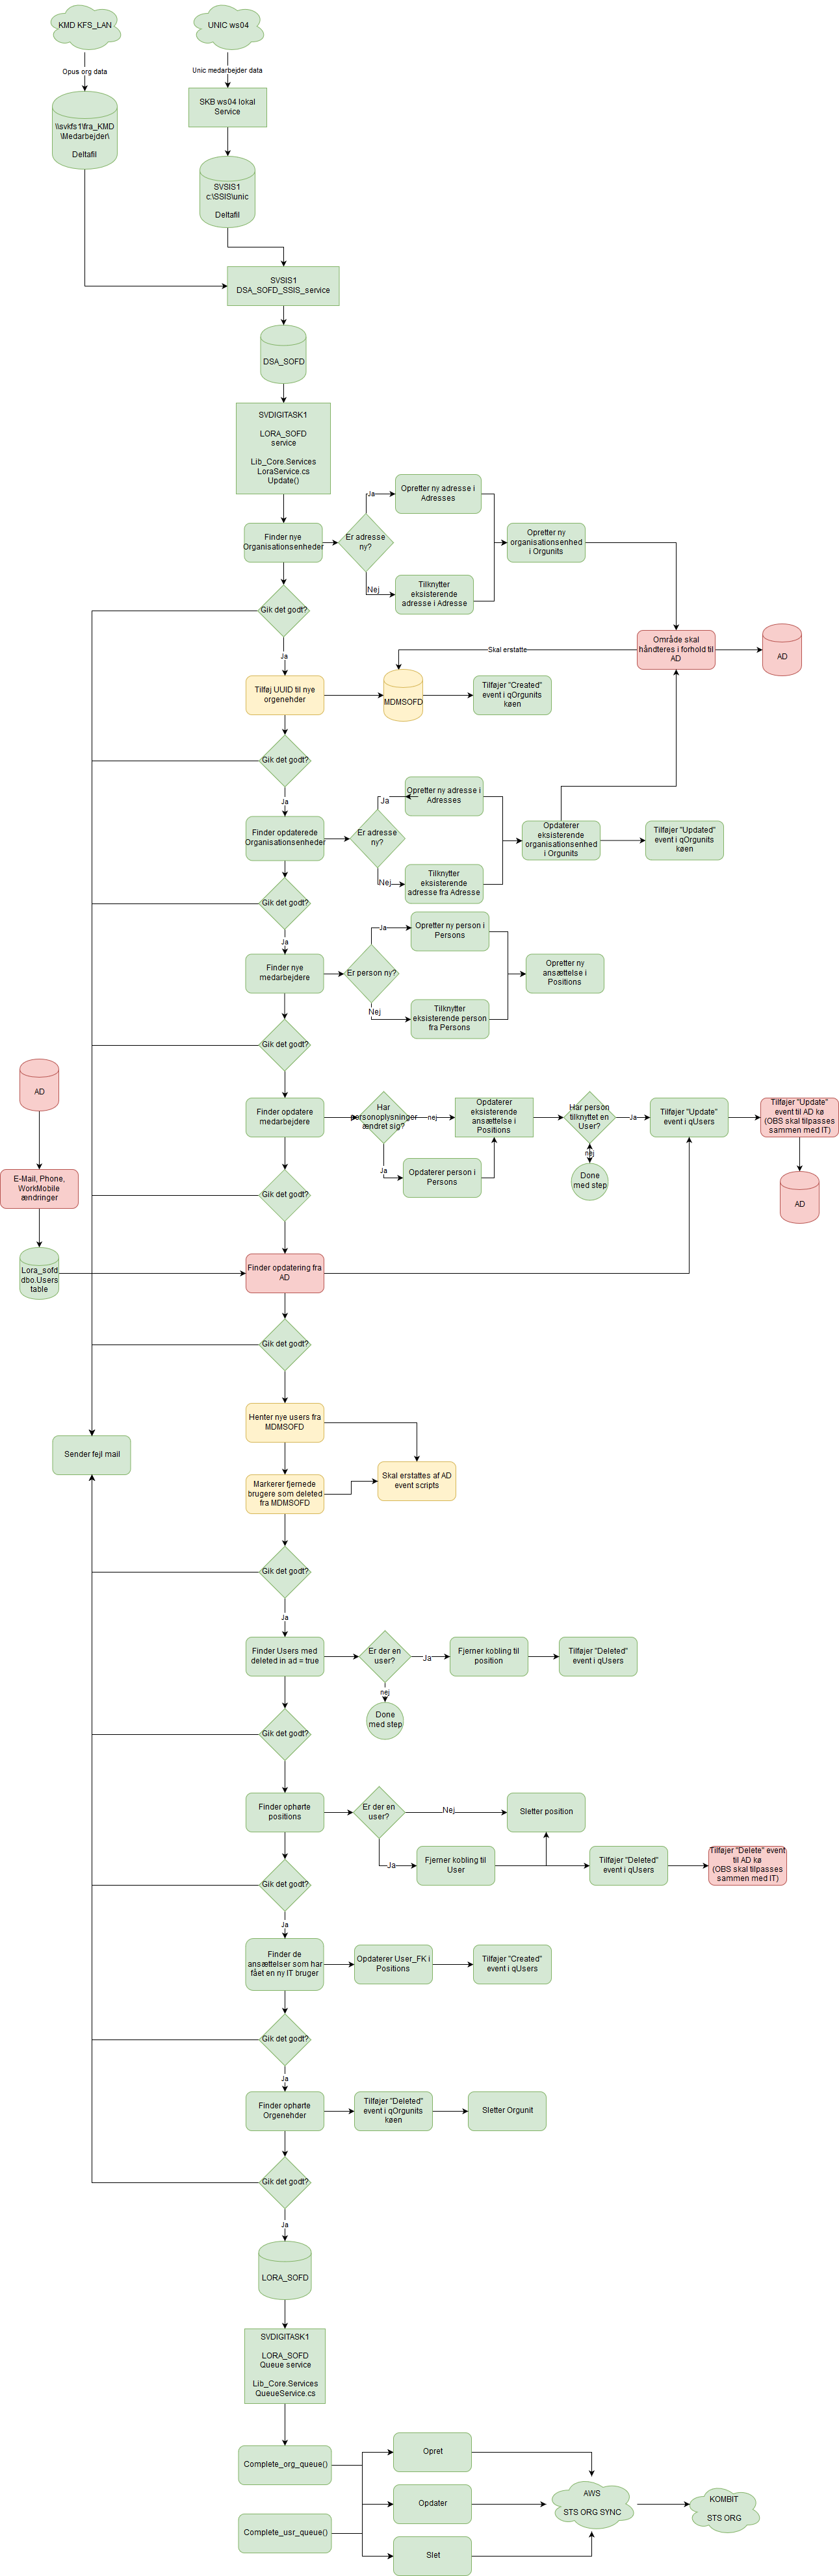 KMD KFS_LAN
UNIC ws04
Opus org data
Unic medarbejder data
SKB ws04 lokal
Service
\\svkfs1\fra_KMD
\Medarbejder\
Deltafil
SVSIS1
c:\SSIS\unic
Deltafil
SVSIS1
DSA_SOFD_SSIS_service
DSA_SOFD
SVDIGITASK1
LORA_SOFD
service
Lib_Core.Services
LoraService.cs
Update()
Finder nye
Organisationsenheder
Er adresse
ny?
Ja
Opretter ny adresse i
Adresses
Nej
Tilknytter
eksisterende
adresse i Adresse
Opretter ny
organisationsenhed
i Orgunits
Gik det godt?
Område skal
håndteres i forhold til
AD
AD
Skal erstatte
Ja
Tilføj UUID til nye
orgenehder
MDMSOFD
Tilføjer "Created"
event i qOrgunits
køen
Gik det godt?
Ja
Finder opdaterede
Organisationsenheder
Er adresse
ny?
Ja
Opretter ny adresse i
Adresses
Nej
Tilknytter
eksisterende
adresse fra Adresse
Opdaterer
eksisterende
organisationsenhed
i Orgunits
Tilføjer "Updated"
event i qOrgunits
køen
Gik det godt?
Ja
Finder nye
medarbejdere
Er person ny?
Ja
Opretter ny person i
Persons
Nej
Tilknytter
eksisterende person
fra Persons
Opretter ny
ansættelse i
Positions
Gik det godt?
AD
Finder opdatere
medarbejdere
Har
personoplysninger
ændret sig?
nej
Opdaterer
eksisterende
ansættelse i
Positions
Har person
tilknyttet en
User?
Ja
Tilføjer "Update"
event i qUsers
Tilføjer "Update"
event til AD kø
(OBS skal tilpasses
sammen med IT)
Ja
Opdaterer person i
Persons
nej
Done
med step
AD
E-Mail, Phone,
WorkMobile
ændringer
Gik det godt?
Lora_sofd
dbo.Users
table
Finder opdatering fra
AD
Gik det godt?
Henter nye users fra
MDMSOFD
Sender fejl mail
Markerer fjernede
brugere som deleted
fra MDMSOFD
Skal erstattes af AD
event scripts
Gik det godt?
Ja
Finder Users med
deleted in ad = true
Er der en
user?
Ja
Fjerner kobling til
position
Tilføjer "Deleted"
event i qUsers
nej
Done
med step
Gik det godt?
Finder ophørte
positions
Er der en
user?
Nej
Sletter position
Ja
Fjerner kobling til
User
Tilføjer "Deleted"
event i qUsers
Tilføjer "Delete" event
til AD kø
(OBS skal tilpasses
sammen med IT)
Gik det godt?
Ja
Finder de
ansættelser som har
fået en ny IT bruger
Opdaterer User_FK i
Positions
Tilføjer "Created"
event i qUsers
Gik det godt?
Ja
Finder ophørte
Orgenehder
Tilføjer "Deleted"
event i qOrgunits
køen
Sletter Orgunit
Gik det godt?
Ja
LORA_SOFD
SVDIGITASK1
LORA_SOFD
Queue service
Lib_Core.Services
QueueService.cs
Complete_org_queue()
Opret
Opdater
AWS
STS ORG SYNC
KOMBIT
STS ORG
Complete_usr_queue()
Slet